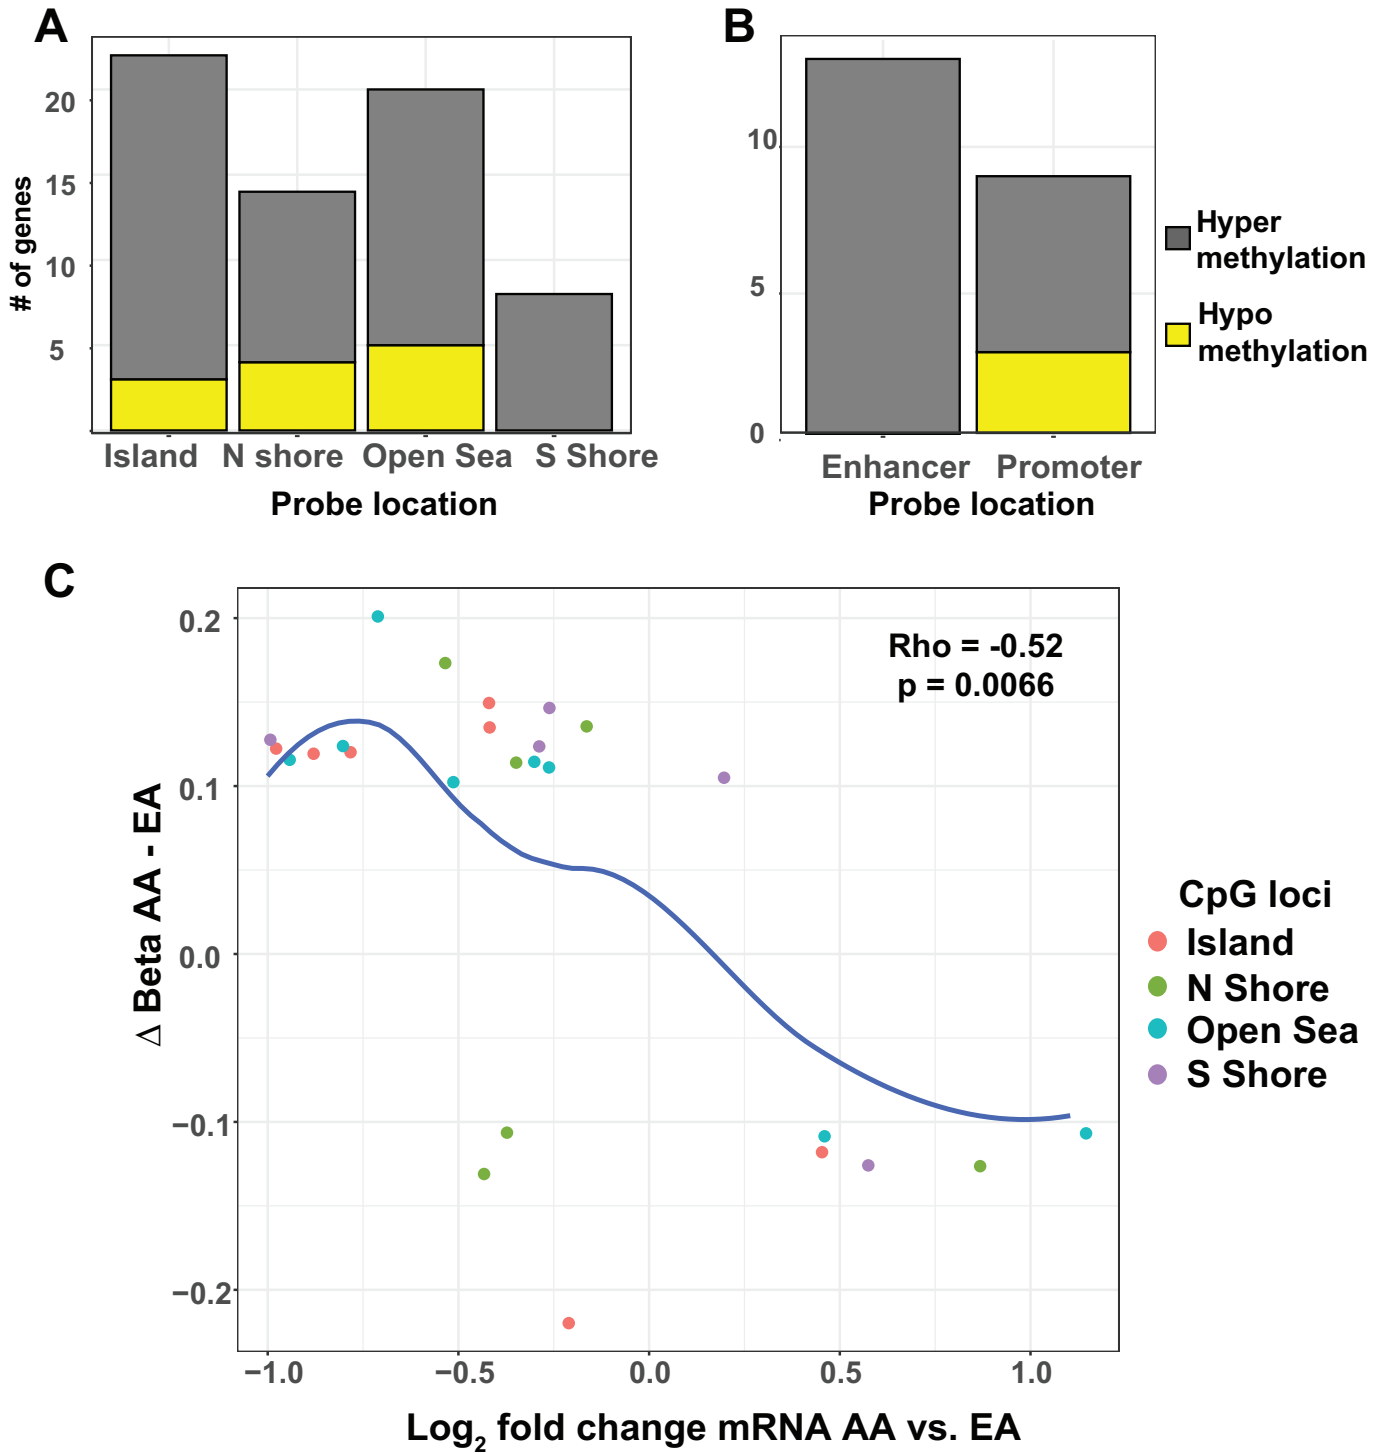 A
# of genes
20
15
10
5
Island N shore Open Sea S Shore
Probe location
B
10
5
0
Enhancer Promoter
Probe location
Hyper
methylation
Hypo
methylation
C
Δ Beta AA - EA
0.2
0.1
0.0
−0.1
−0.2
Rho = -0.52
p = 0.0066
−1.0 −0.5 0.0 0.5 1.0
Log2 fold change mRNA AA vs. EA
CpG loci
Island
N Shore
Open Sea
S Shore